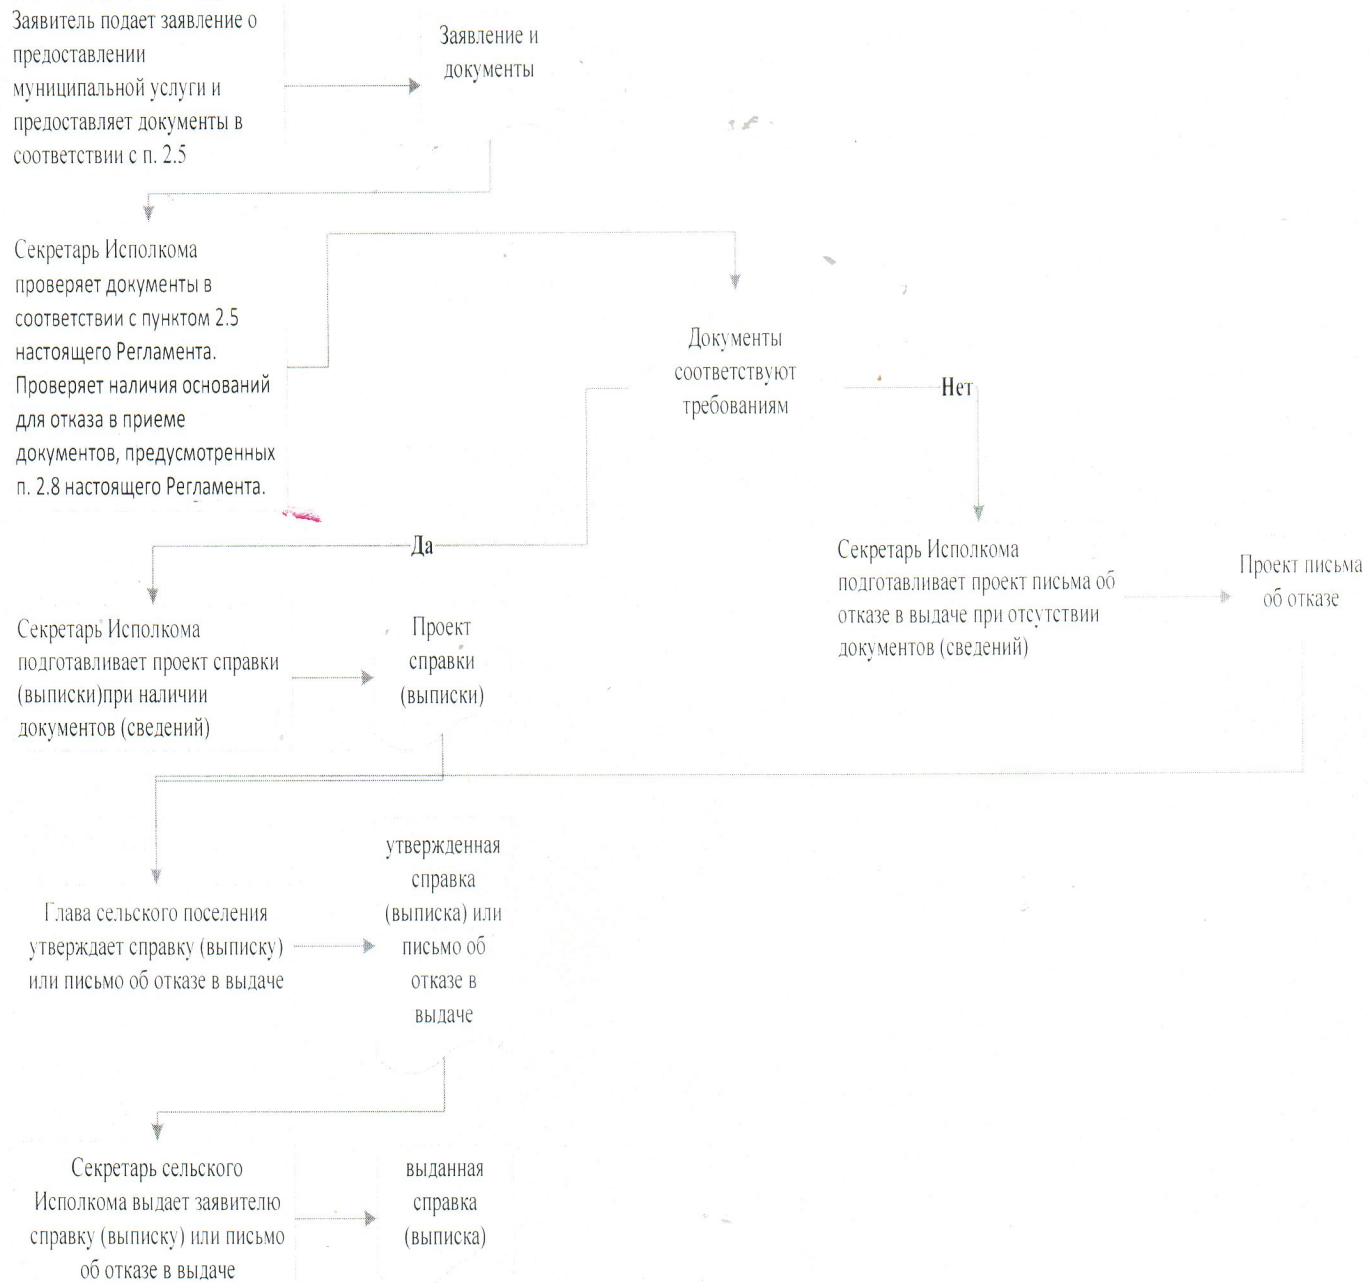 Заявитель подает заявление о
предоставлении
муниципальной услуги и
предоставляет документы в
соответствии с п. 2.5
Заявление и
документы
Секретарь Исполкома
проверяет документы в
соответствии с пунктом 2.5
настоящего Регламента.
Проверяет наличия оснований
для отказа в приеме
документов, предусмотренных
п. 2.8 настоящего Регламента.
Документы
соответствуют
требованиям
Нет
Да
Секретарь Исполкома
подготавливает проект письма об
отказе в выдаче при отсутствии
документов (сведений)
Проект письма
об отказе
Секретарь Исполкома
подготавливает проект справки
(выписки)при наличии
документов (сведений)
Проект
справки
(выписки)
Глава сельского поселения
утверждает справку (выписку)
или письмо об отказе в выдаче
утвержденная
справка
(выписка) или
письмо об
отказе в
выдаче
Секретарь сельского
Исполкома выдает заявителю
справку (выписку) или письмо
об отказе в выдаче
выданная
справка
(выписка)